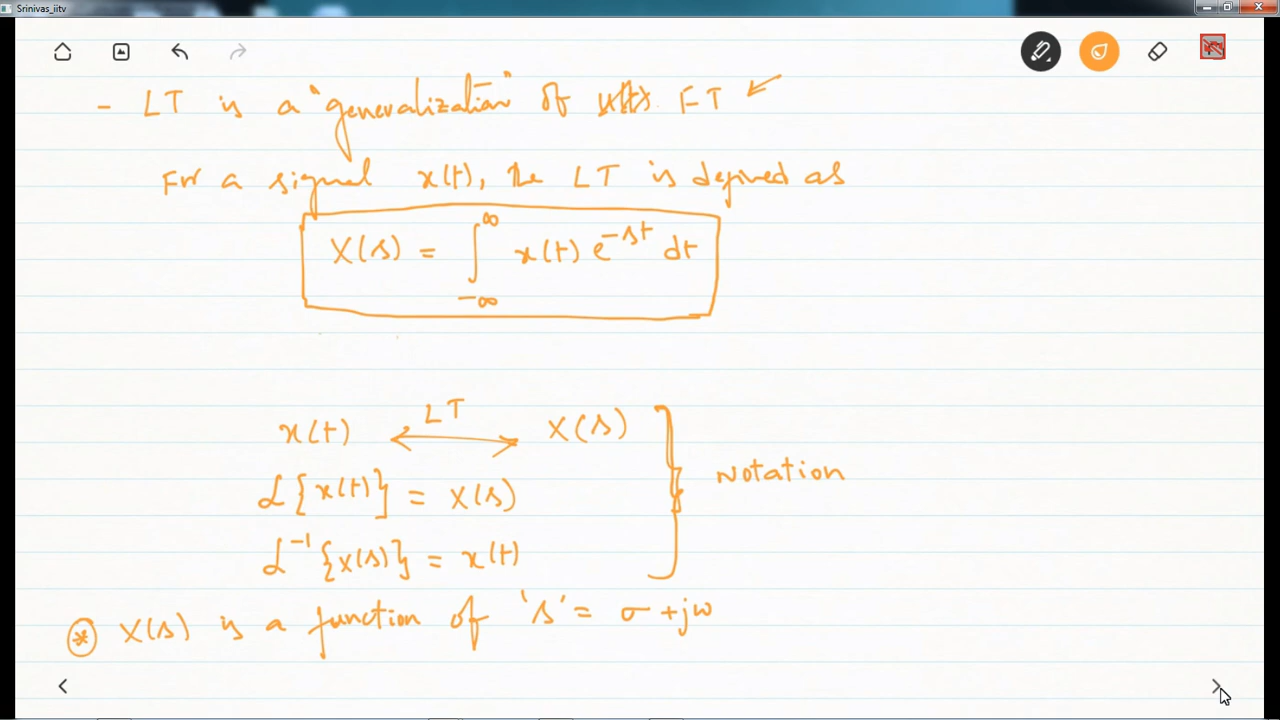 Srinivas_iitv
- LT is a "generalization" of FT
For a signal x(t), the LT is defined as
X(s) = ∫_{-∞}^{∞} x(t) e^{-st} dt
x(t) ⟷ LT X(s)
ℒ{x(t)} = X(s)
Notation
ℒ^{-1}{X(s)} = x(t)
⊛ X(s) is a function of 's' = σ + jω